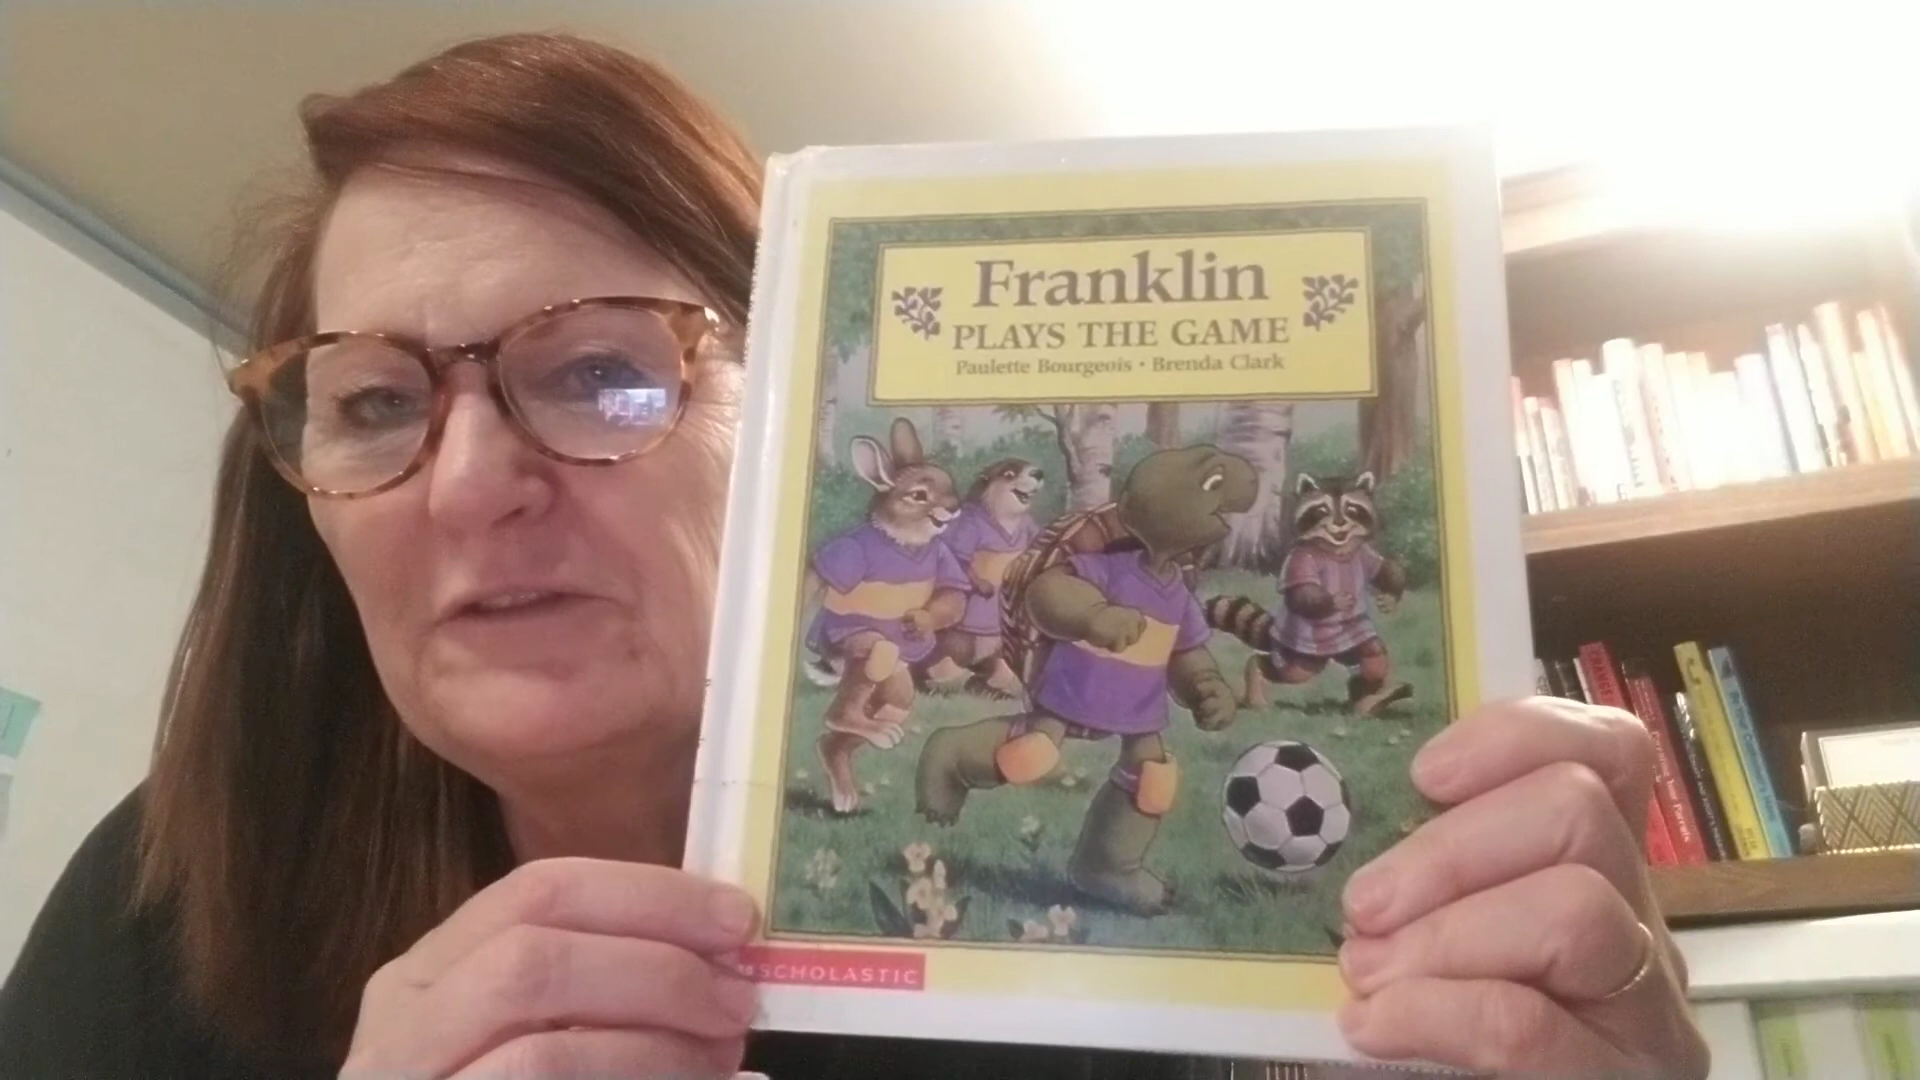 Franklin
PLAYS THE GAME
Paulette Bourgeois • Brenda Clark
SCHOLASTIC